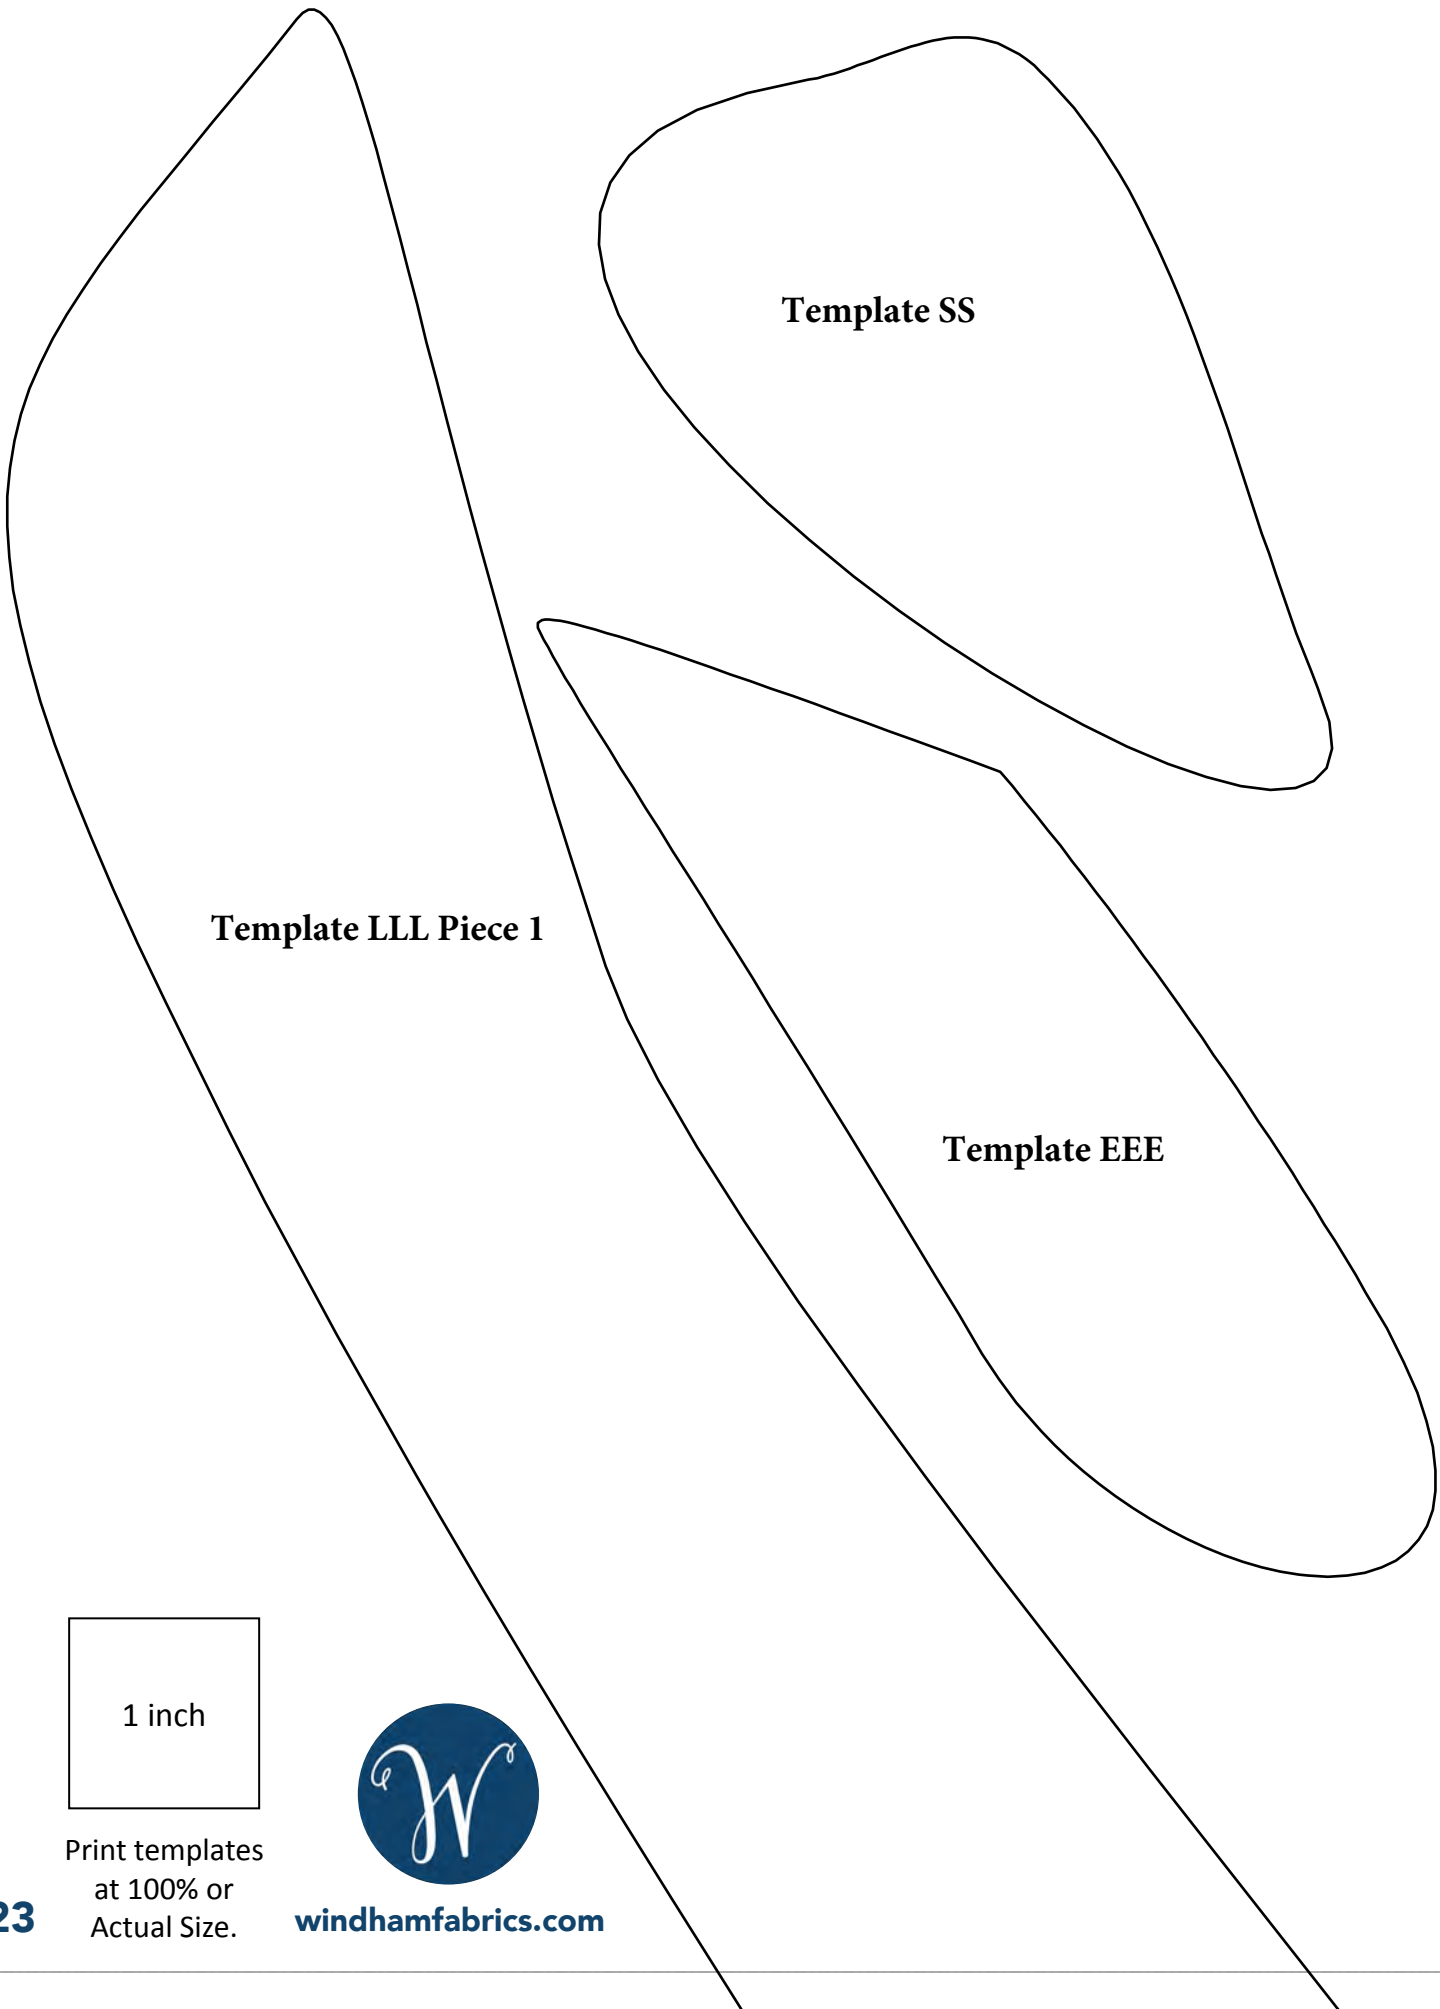 Template SS
Template LLL Piece 1
Template EEE
1 inch
Print templates
at 100% or
Actual Size.
23
W
windhamfabrics.com